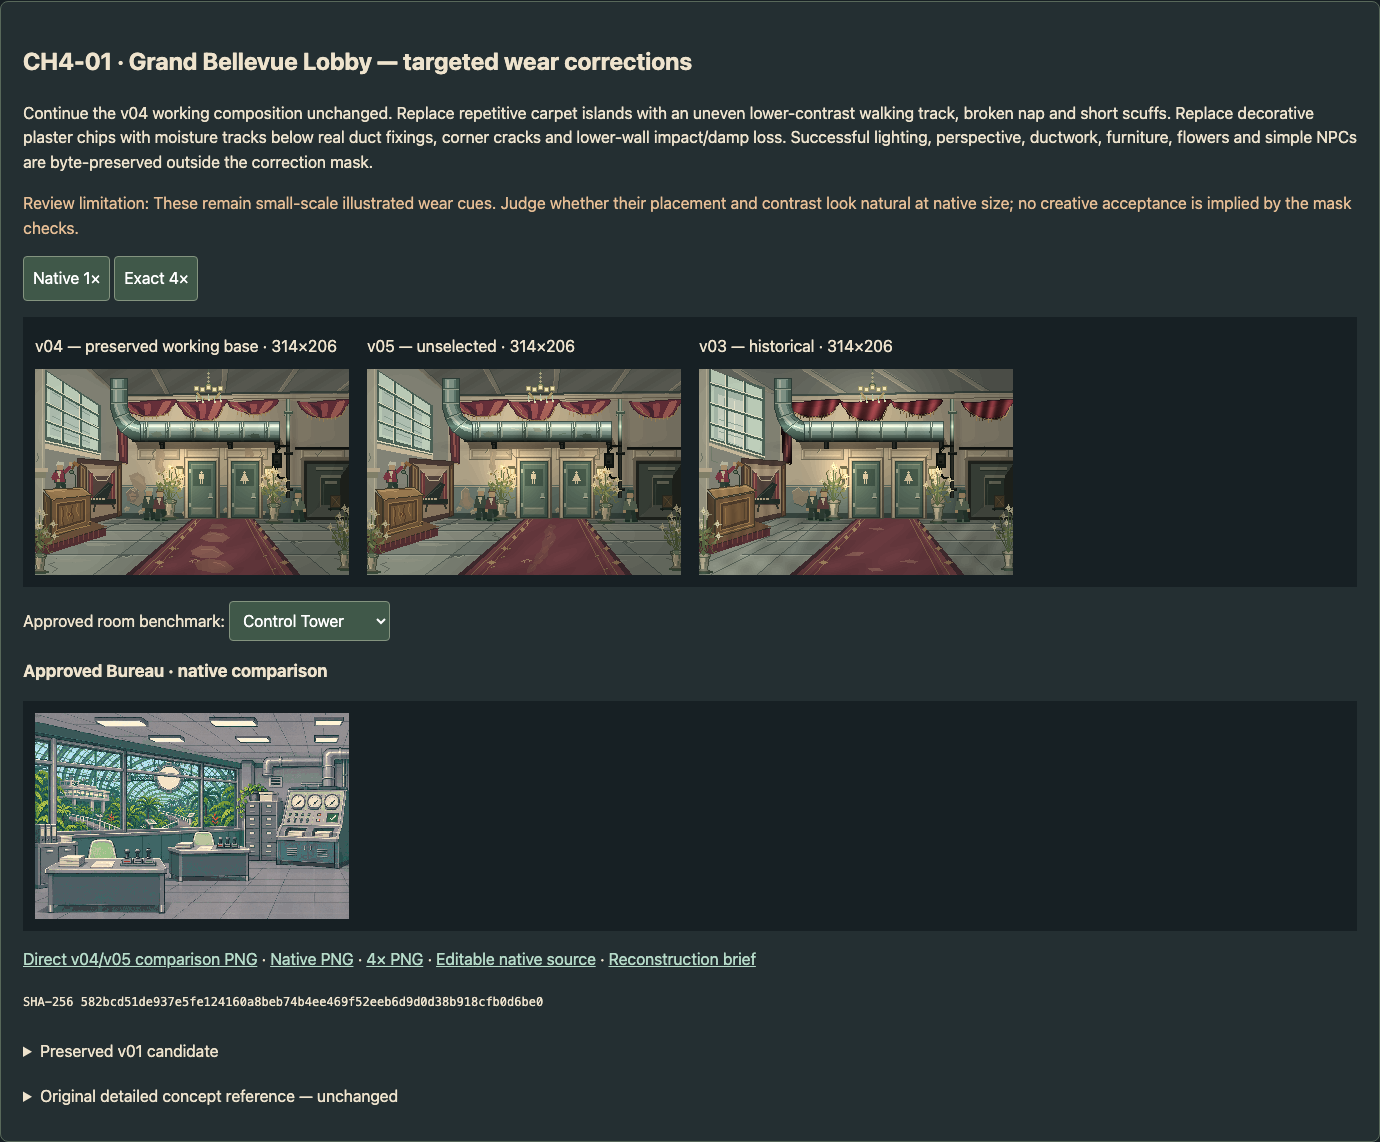 CH4-01 · Grand Bellevue Lobby — targeted wear corrections
Continue the v04 working composition unchanged. Replace repetitive carpet islands with an uneven lower-contrast walking track, broken nap and short scuffs. Replace decorative
plaster chips with moisture tracks below real duct fixings, corner cracks and lower-wall impact/damp loss. Successful lighting, perspective, ductwork, furniture, flowers and simple NPCs
are byte-preserved outside the correction mask.
Review limitation: These remain small-scale illustrated wear cues. Judge whether their placement and contrast look natural at native size; no creative acceptance is implied by the mask
checks.
Native 1× Exact 4×
v04 — preserved working base · 314×206 v05 — unselected · 314×206 v03 — historical · 314×206
Approved room benchmark: Control Tower
Approved Bureau · native comparison
Direct v04/v05 comparison PNG · Native PNG · 4× PNG · Editable native source · Reconstruction brief
SHA-256 582bcd51de937e5fe124160a8beb74b4ee469f52eeb6d9d0d38b918cfb0d6be0
▶ Preserved v01 candidate
▶ Original detailed concept reference — unchanged